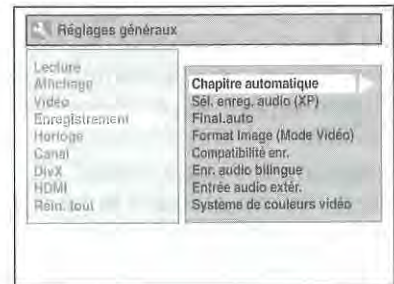 Réglages généraux
Lecture
Affichage
Vidéo
Enregistrement
Horloge
Canal
DivX
HDMI
Réin. tout
Chapitre automatique
Sél. enreg. audio (XP)
Final.auto
Format Image (Mode Vidéo)
Compatibilité enr.
Enr. audio bilingue
Entrée audio extér.
Système de couleurs vidéo